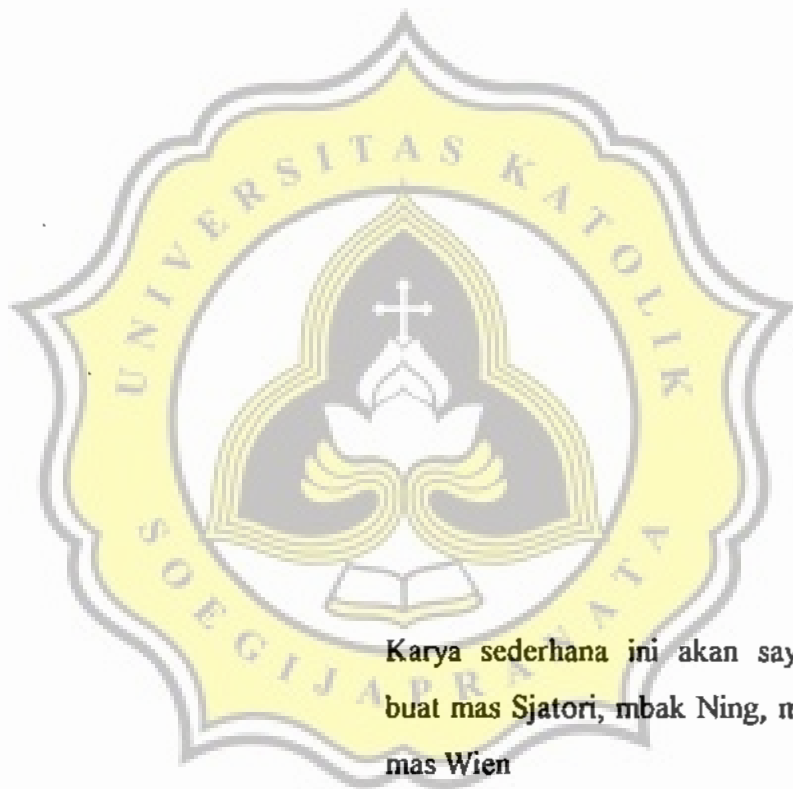 UNIVERSITAS KATOLIK
SOEGIJAPRANATA
Karya sederhana ini akan
buat mas Sjatori, mbak Ning,
mas Wien